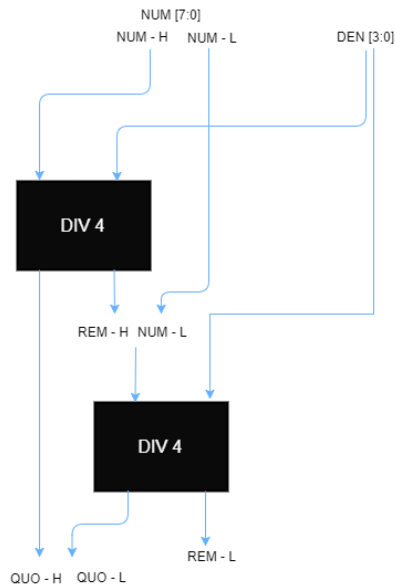 NUM [7:0]
NUM - H NUM - L DEN [3:0]
DIV 4
REM - H NUM - L
DIV 4
REM - L
QUO - H QUO - L